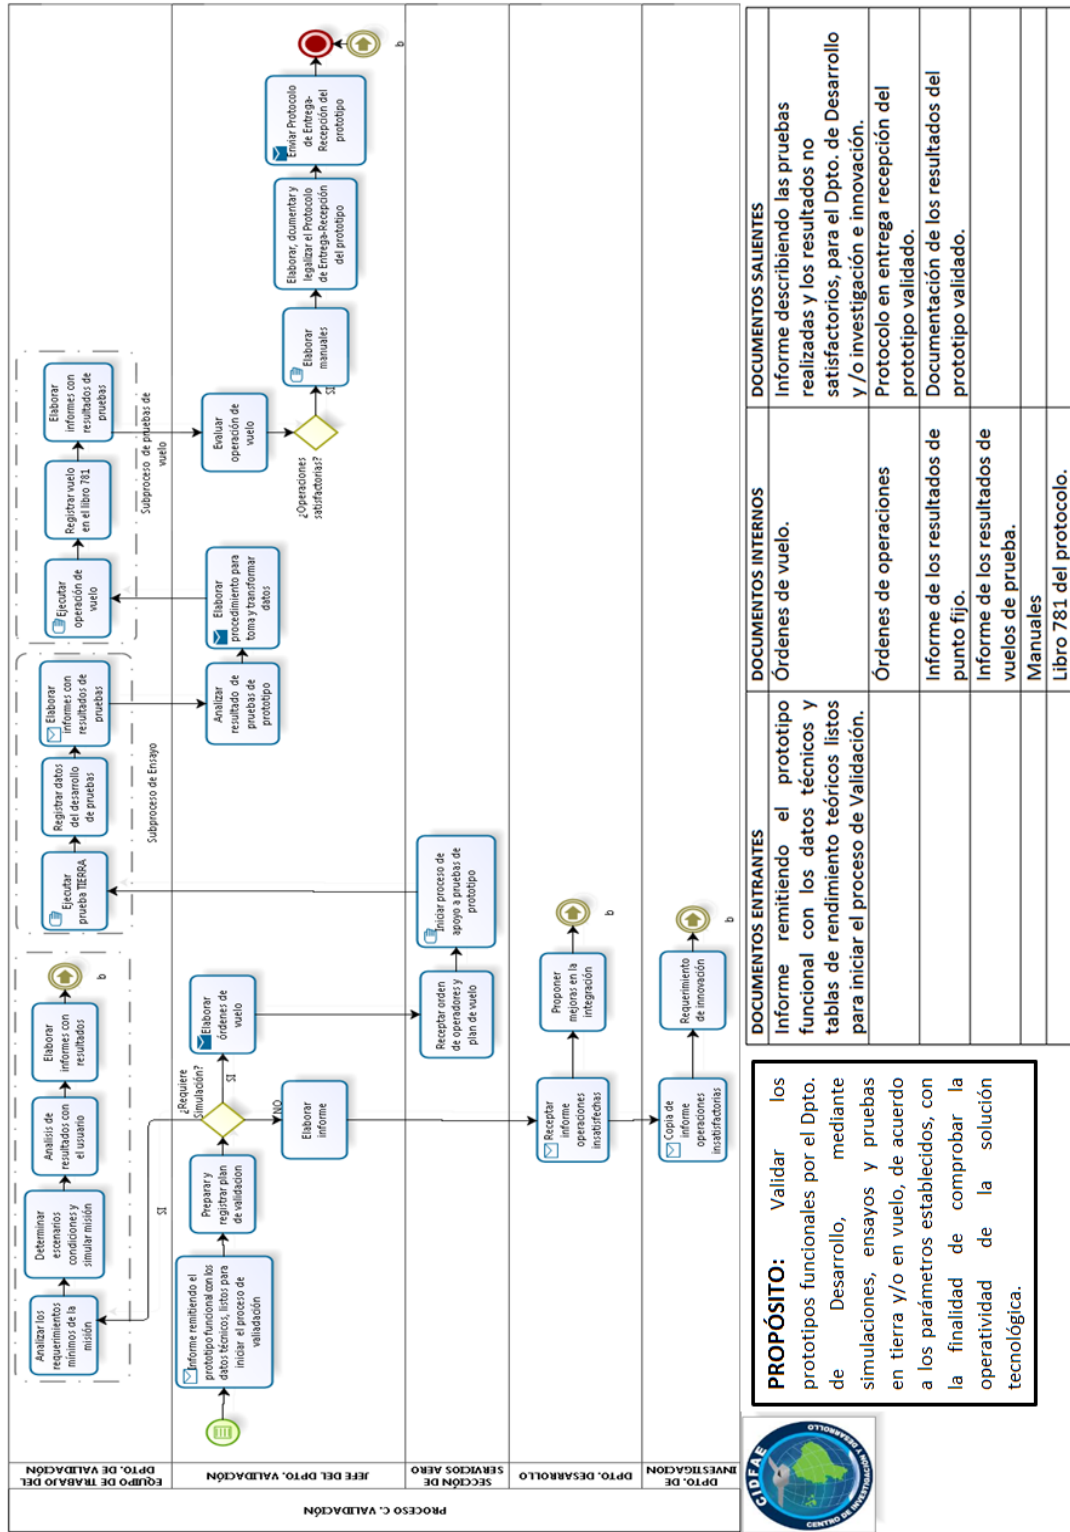 PROCESO C. VALIDACIÓN
EQUIPO DE TRABAJO DEL
DPTO. DE VALIDACIÓN
Analizar los
requerimientos
mínimos de la
misión
Determinar
escenarios
condiciones y
simular misión
Analisis de
resultados con
el usuario
Elaborar
informes con
resultados
b
Ejecutar
prueba TIERRA
Registrar datos
del desarrollo
de pruebas
Elaborar
informes con
resultados de
pruebas
Subproceso de Ensayo
Ejecutar
operación de
vuelo
Registrar vuelo
en el libro 781
Elaborar
informes con
resultados de
pruebas
Subproceso de pruebas de
vuelo
JEFE DEL DPTO. VALIDACIÓN
Informe remitiendo el
prototipo funcional con los
datos técnicos, listos para
iniciar el proceso de
valiadación
Preparar y
registrar plan
de validacion
¿Requiere
Simulación?
SI
SI
NO
Elaborar
órdenes de
vuelo
Elaborar
informe
Analizar
resultado de
pruebas de
prototipo
Elaborar
procedimiento para
toma y transformar
datos
Evaluar
operación de
vuelo
¿Operaciones
satisfactorias?
SI
Elaborar
manuales
Elaborar, dcumentar y
legalizar el Protocolo
de Entrega-Recepción
del prototipo
Enviar Protocolo
de Entrega-
Recepción del
prototipo
b
SECCIÓN DE
SERVICIOS AERO
Receptar orden
de operadores y
plan de vuelo
Iniciar proceso de
apoyo a pruebas de
prototipo
DPTO. DESARROLLO
Receptar
informe
operaciones
insatisfechas
Proponer
mejoras en la
integración
b
DPTO. DE
INVESTIGACION
Copia de
informe
operaciones
insatisfactorias
Requerimiento
de innovación
b
CIDFAE
CENTRO DE INVESTIGACIÓN Y DESARROLLO
PROPÓSITO: Validar los
prototipos funcionales por el Dpto.
de Desarrollo, mediante
simulaciones, ensayos y pruebas
en tierra y/o en vuelo, de acuerdo
a los parámetros establecidos, con
la finalidad de comprobar la
operatividad de la solución
tecnológica.
DOCUMENTOS ENTRANTES
Informe remitiendo el prototipo
funcional con los datos técnicos y
tablas de rendimiento teóricos listos
para iniciar el proceso de Validación.
DOCUMENTOS INTERNOS
Órdenes de vuelo.
Órdenes de operaciones
Informe de los resultados de
punto fijo.
Informe de los resultados de
vuelos de prueba.
Manuales
Libro 781 del protocolo.
DOCUMENTOS SALIENTES
Informe describiendo las pruebas
realizadas y los resultados no
satisfactorios, para el Dpto. de Desarrollo
y /o investigación e innovación.
Protocolo en entrega recepción del
prototipo validado.
Documentación de los resultados del
prototipo validado.